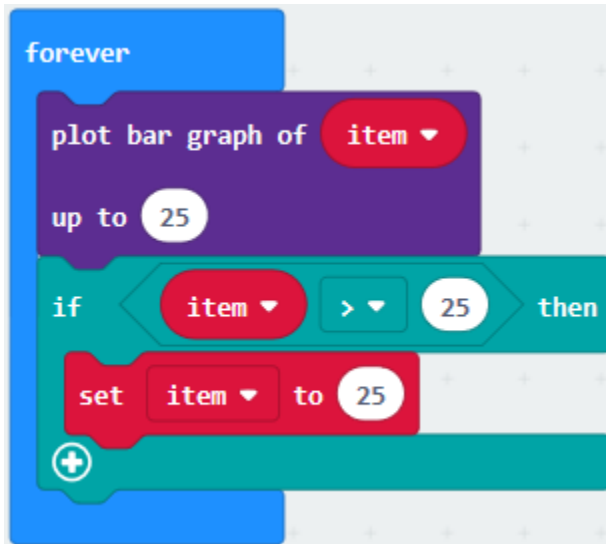 forever
plot bar graph of item
up to 25
if item > 25 then
set item to 25